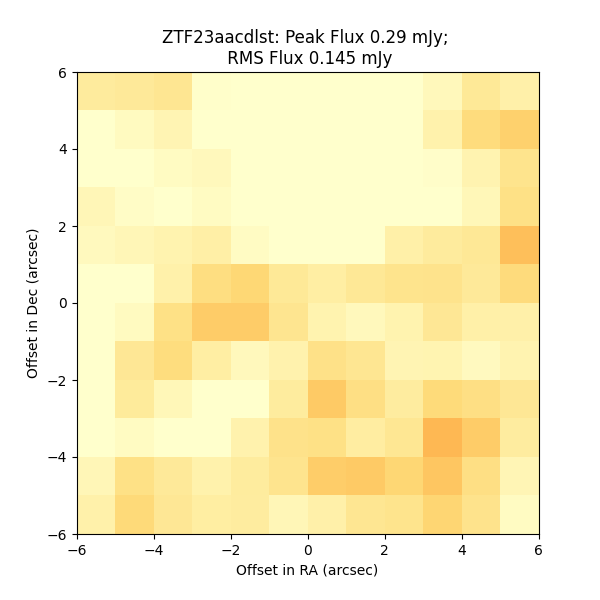 ZTF23aacdlst: Peak Flux 0.29 mJy;
RMS Flux 0.145 mJy
6
4
2
0
−2
−4
−6
Offset in Dec (arcsec)
−6 −4 −2 0 2 4 6
Offset in RA (arcsec)